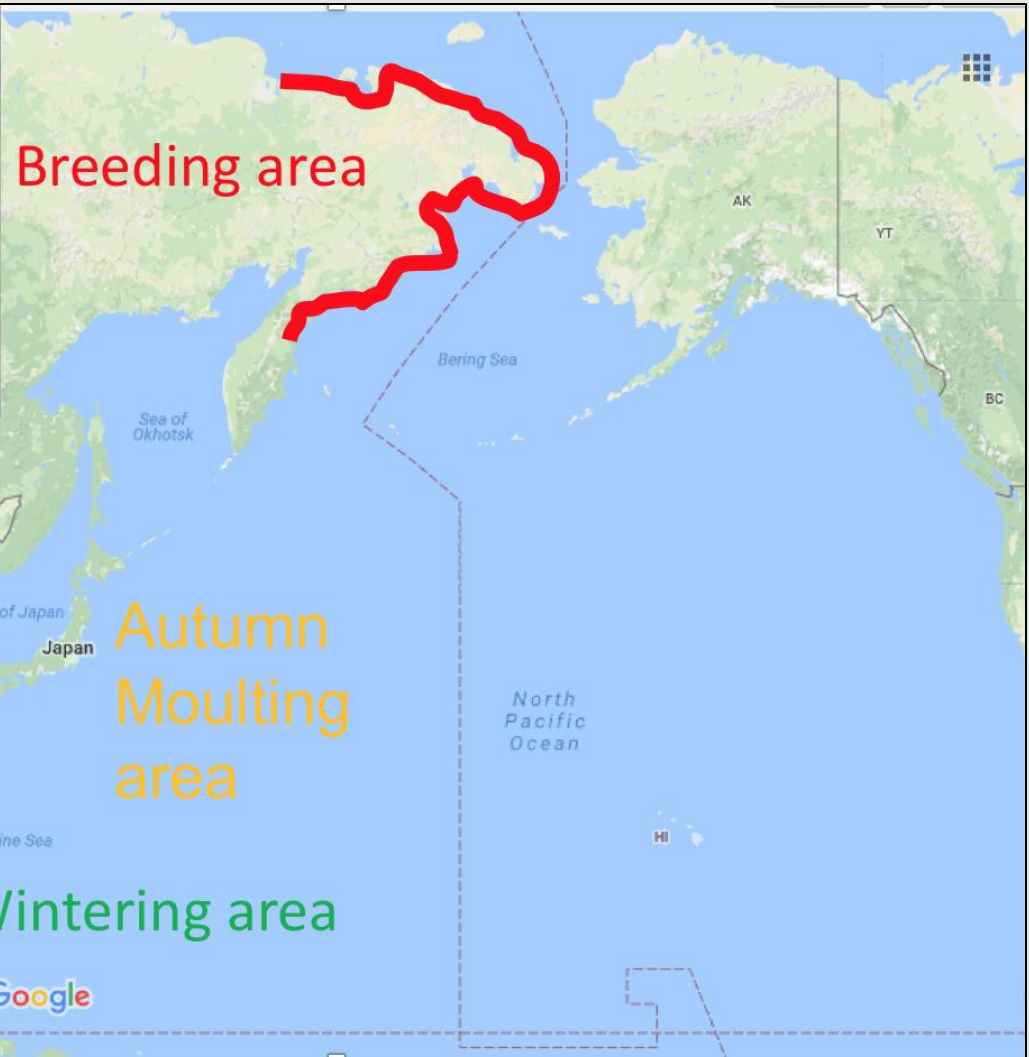 Breeding area
AK
YT
Bering Sea
BC
Sea of
Okhotsk
of Japan
Japan
Autumn
Moulting
area
North
Pacific
Ocean
HI
ine Sea
Wintering area
Google